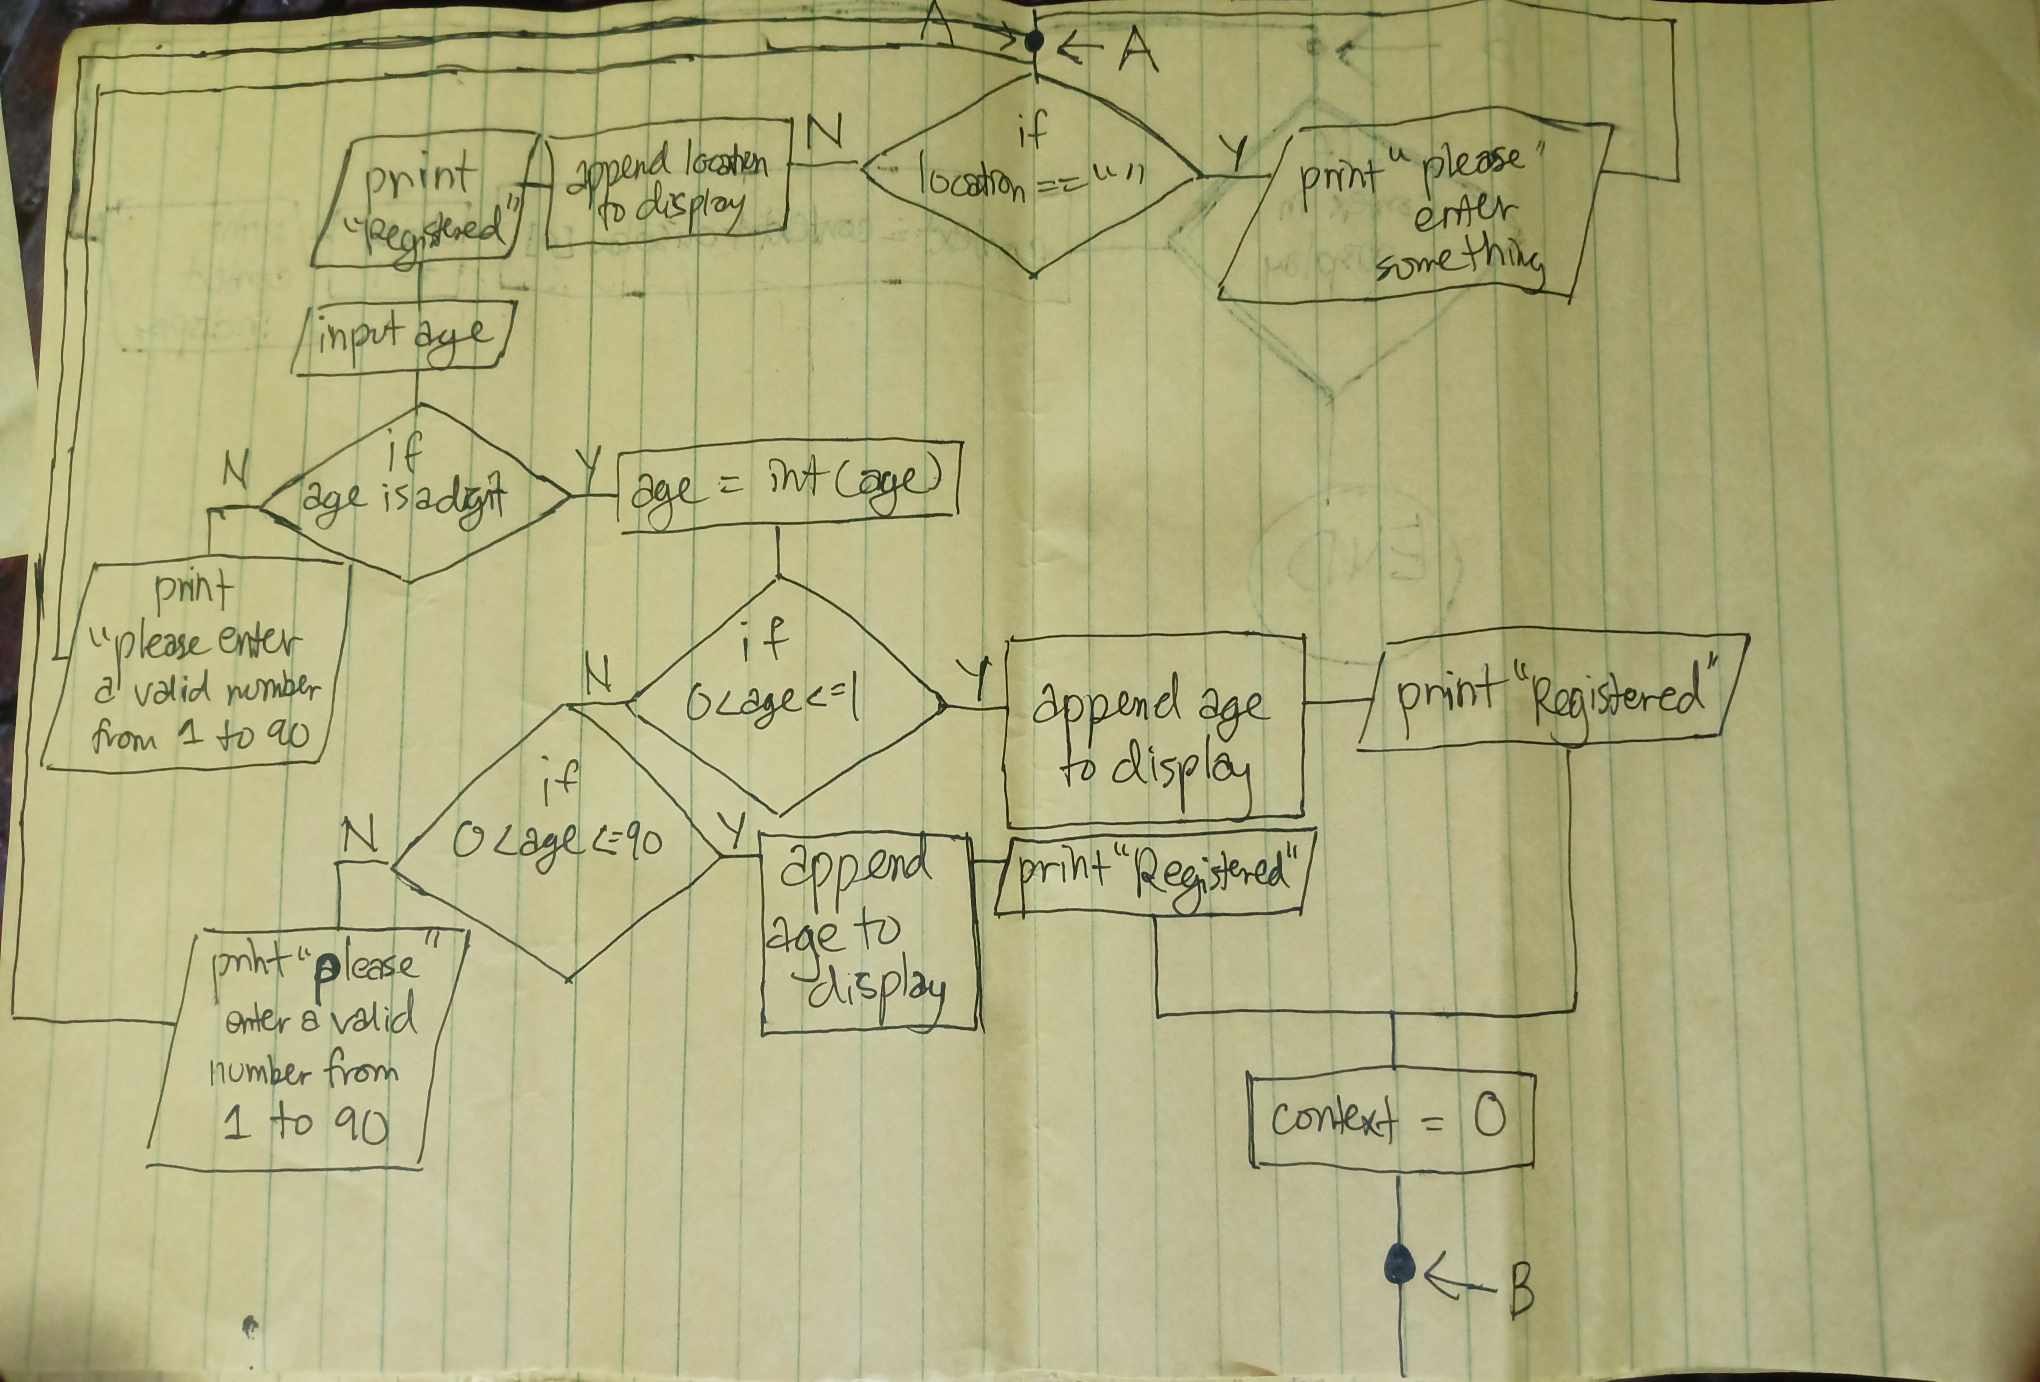 A
← A
if
location == “”
N
Y
print “please”
enter
something
append location
to display
print
“Registered”
input age
if
age is a digit
N
Y
age = int(age)
print
“please enter
a valid number
from 1 to 90
if
0<age<=1
N
Y
append age
to display
print “Registered”
if
0<age<=90
N
Y
append
age to
display
print “Registered”
print “please”
enter a valid
number from
1 to 90
context = 0
← B
END